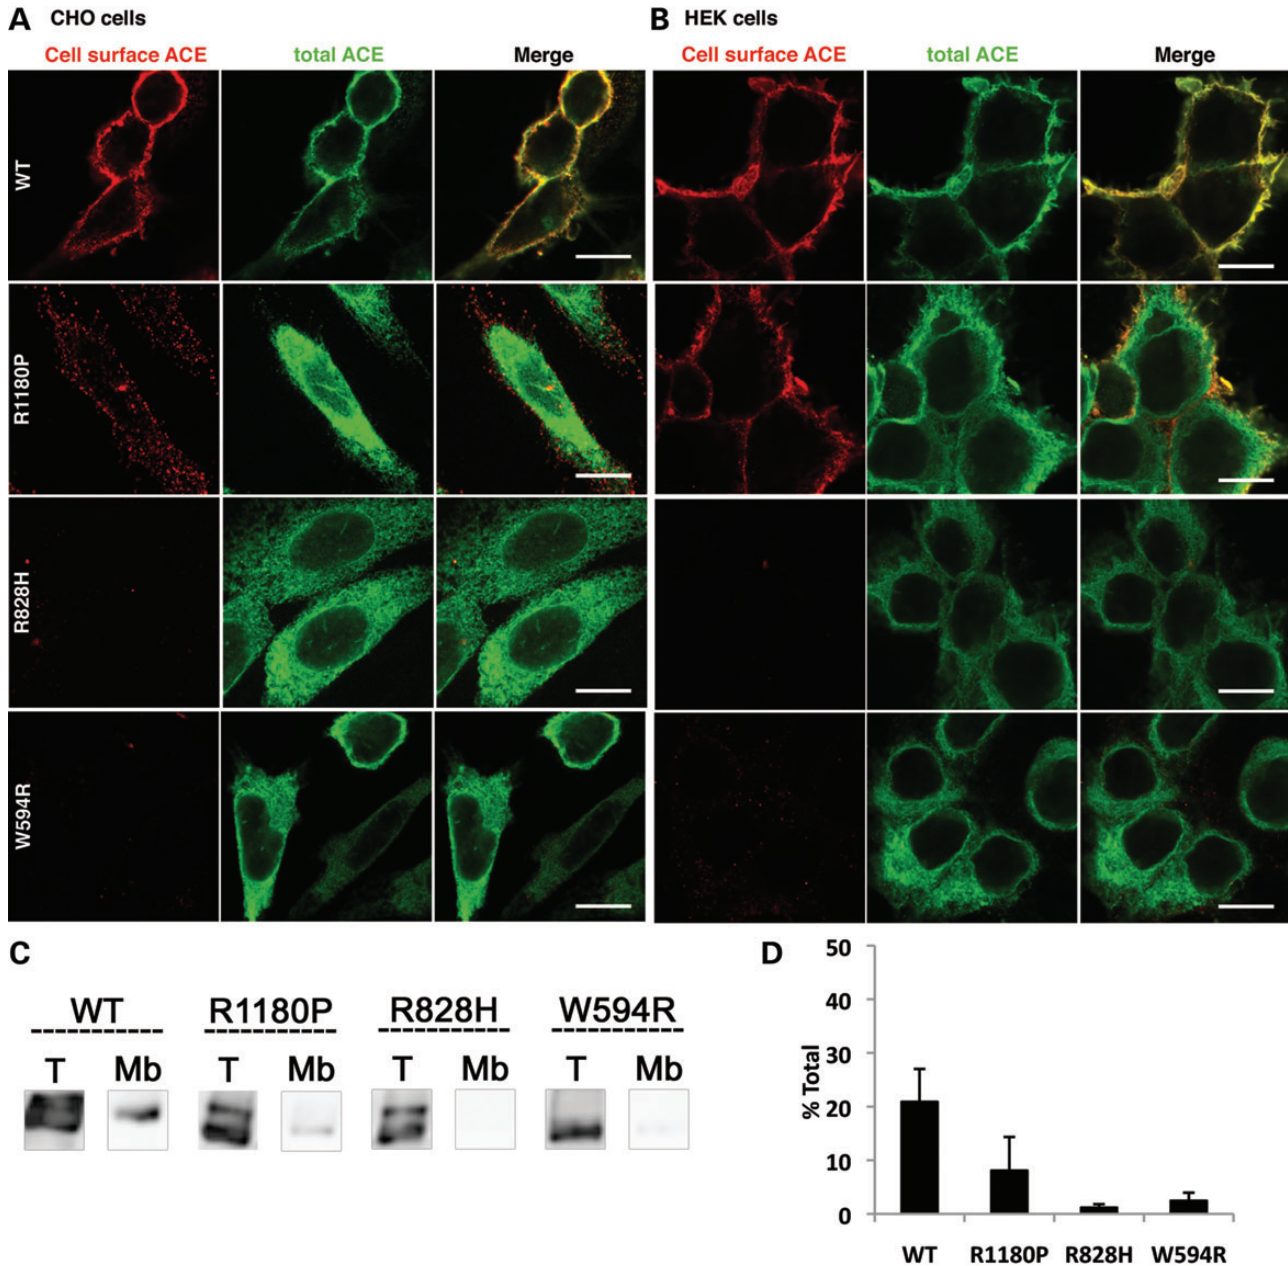 A CHO cells
Cell surface ACE total ACE Merge
WT
R1180P
R828H
W594R
B HEK cells
Cell surface ACE total ACE Merge
C
WT R1180P R828H W594R
T Mb T Mb T Mb T Mb
D
% Total
50
40
30
20
10
0
WT R1180P R828H W594R